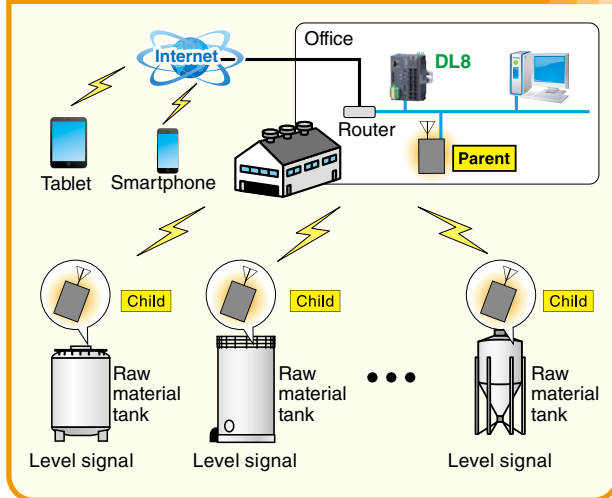 Office
Internet
DL8
Router
Parent
Tablet
Smartphone
Child
Child
Child
Raw
material
tank
Raw
material
tank
Raw
material
tank
Level signal
Level signal
Level signal